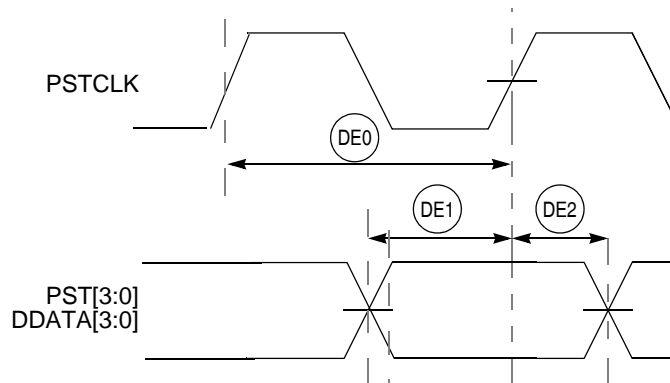 PSTCLK
DE0
DE1
DE2
PST[3:0]
DDATA[3:0]